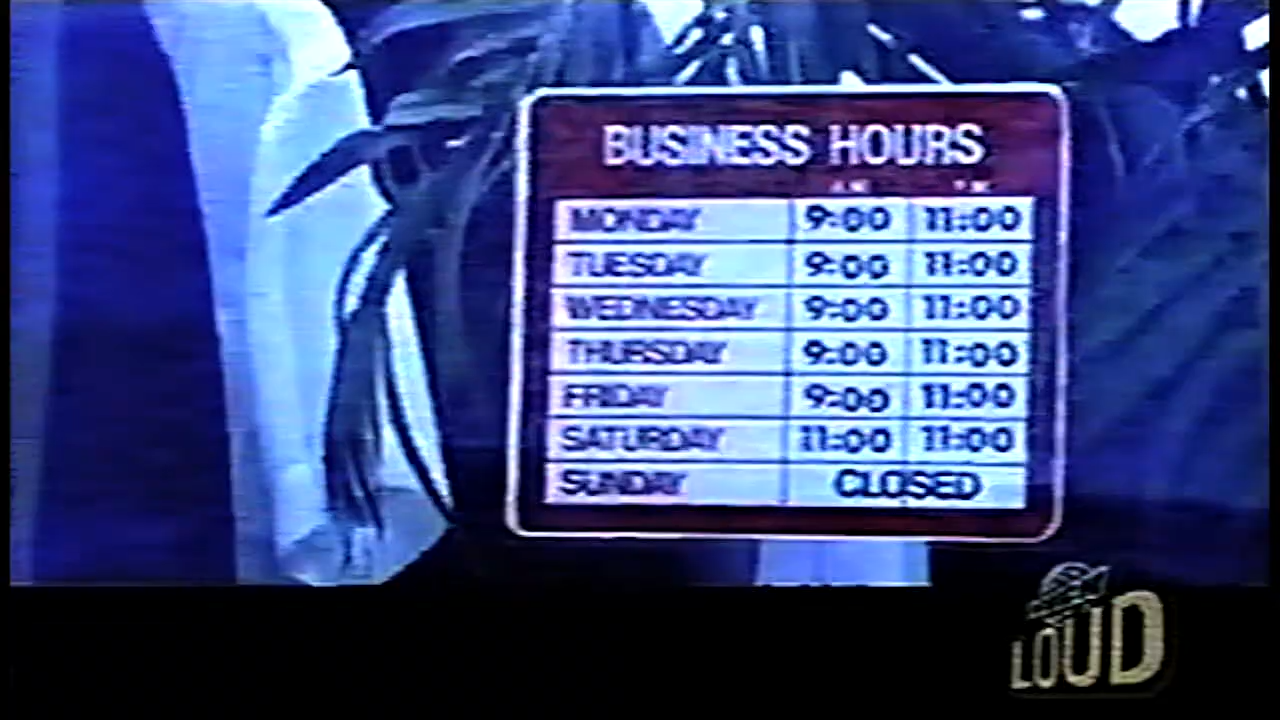 BUSINESS HOURS
MONDAY 9:00 11:00
TUESDAY 9:00 11:00
WEDNESDAY 9:00 11:00
THURSDAY 9:00 11:00
FRIDAY 9:00 11:00
SATURDAY 11:00 11:00
SUNDAY CLOSED
LOUD